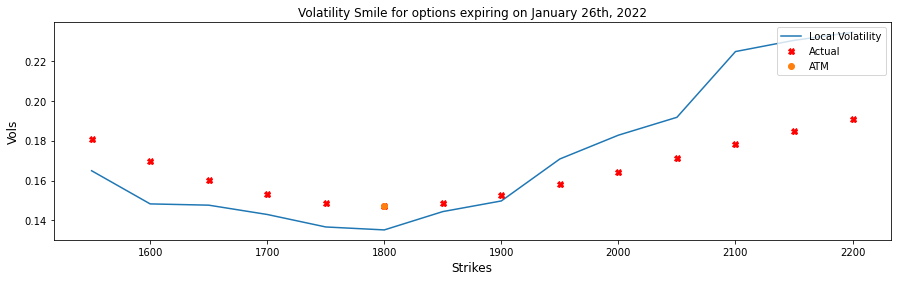 Volatility Smile for options expiring on January 26th, 2022
Local Volatility
Actual
ATM
Vols
0.22
0.20
0.18
0.16
0.14
1600
1700
1800
1900
2000
2100
2200
Strikes